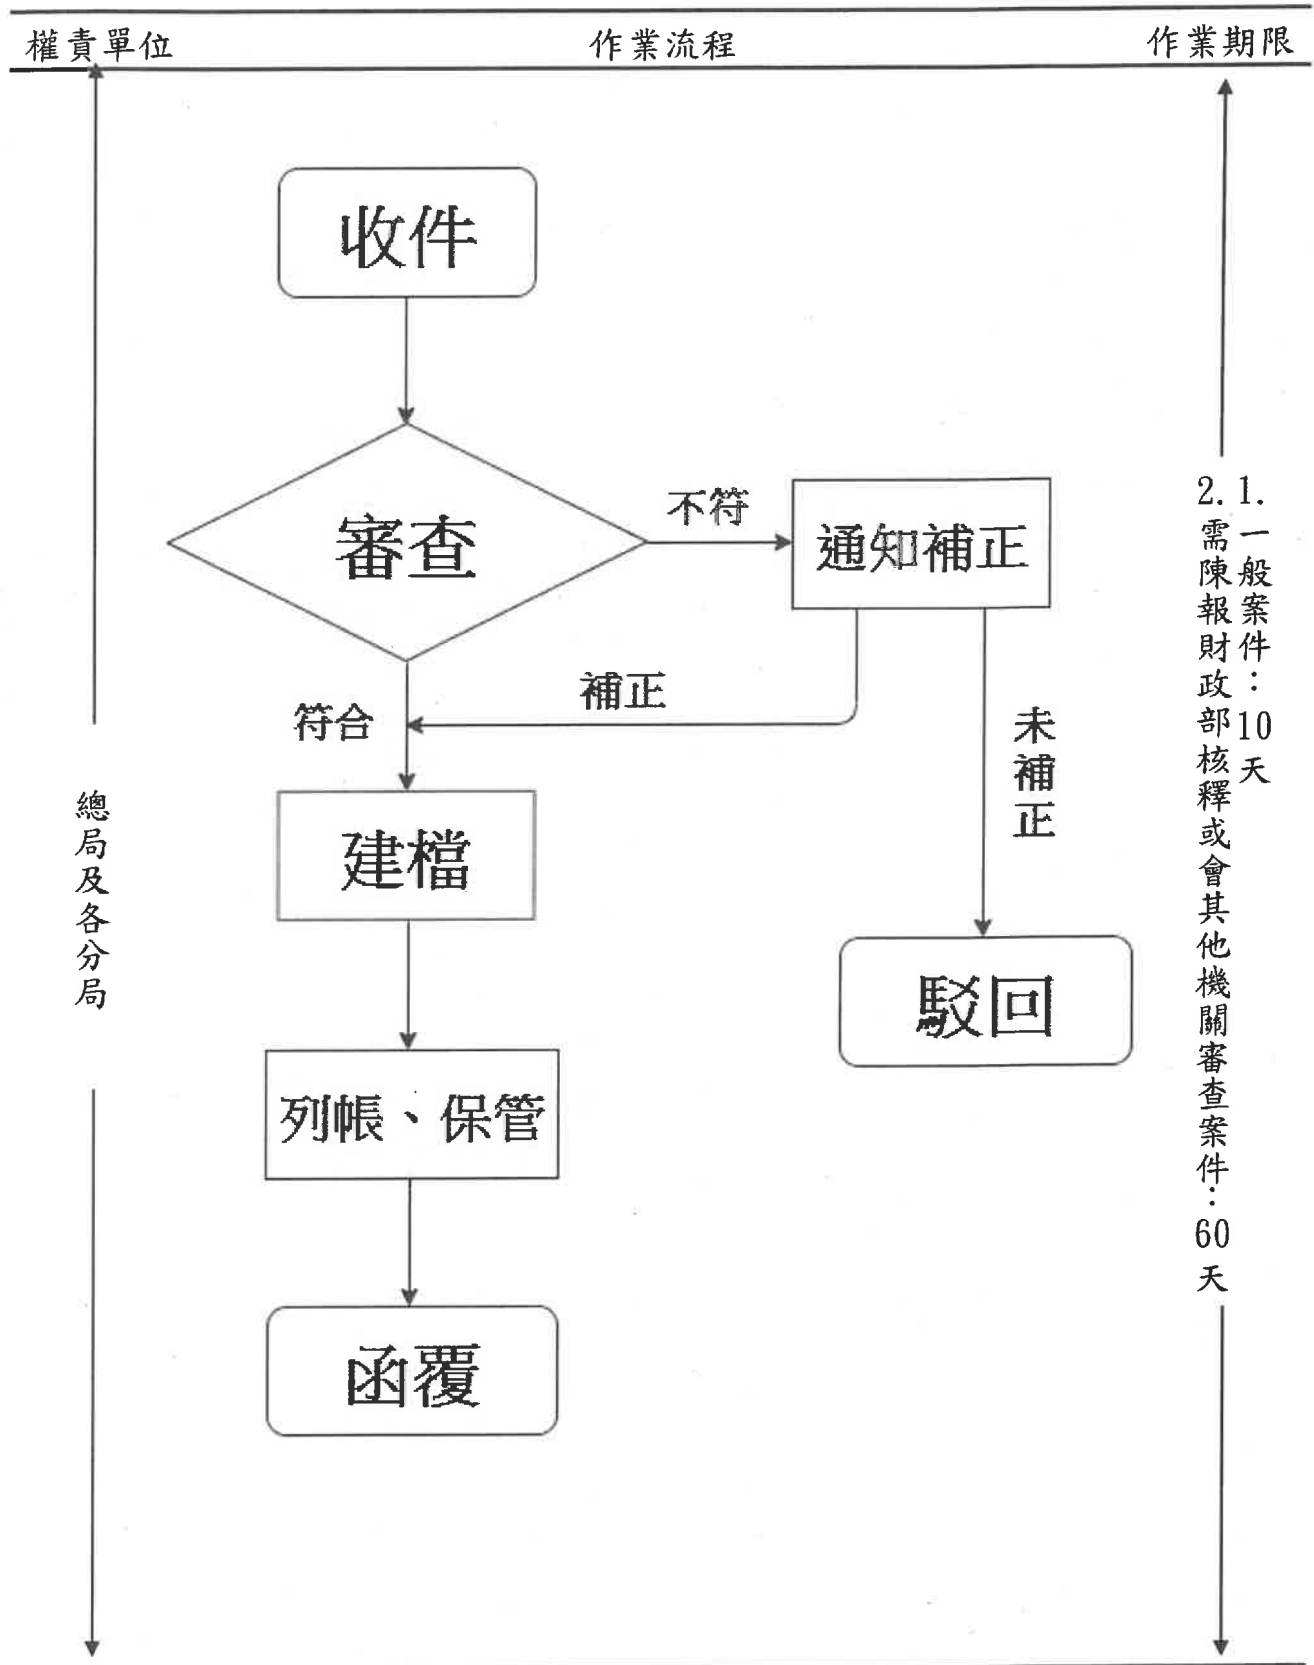 權責單位
作業流程
作業期限
收件
審查
不符
通知補正
補正
符合
未補正
建檔
駁回
列帳、保管
函覆
總局及各分局
1.一般案件：10天
2.需陳報財政部核釋或會其他機關審查案件：60天